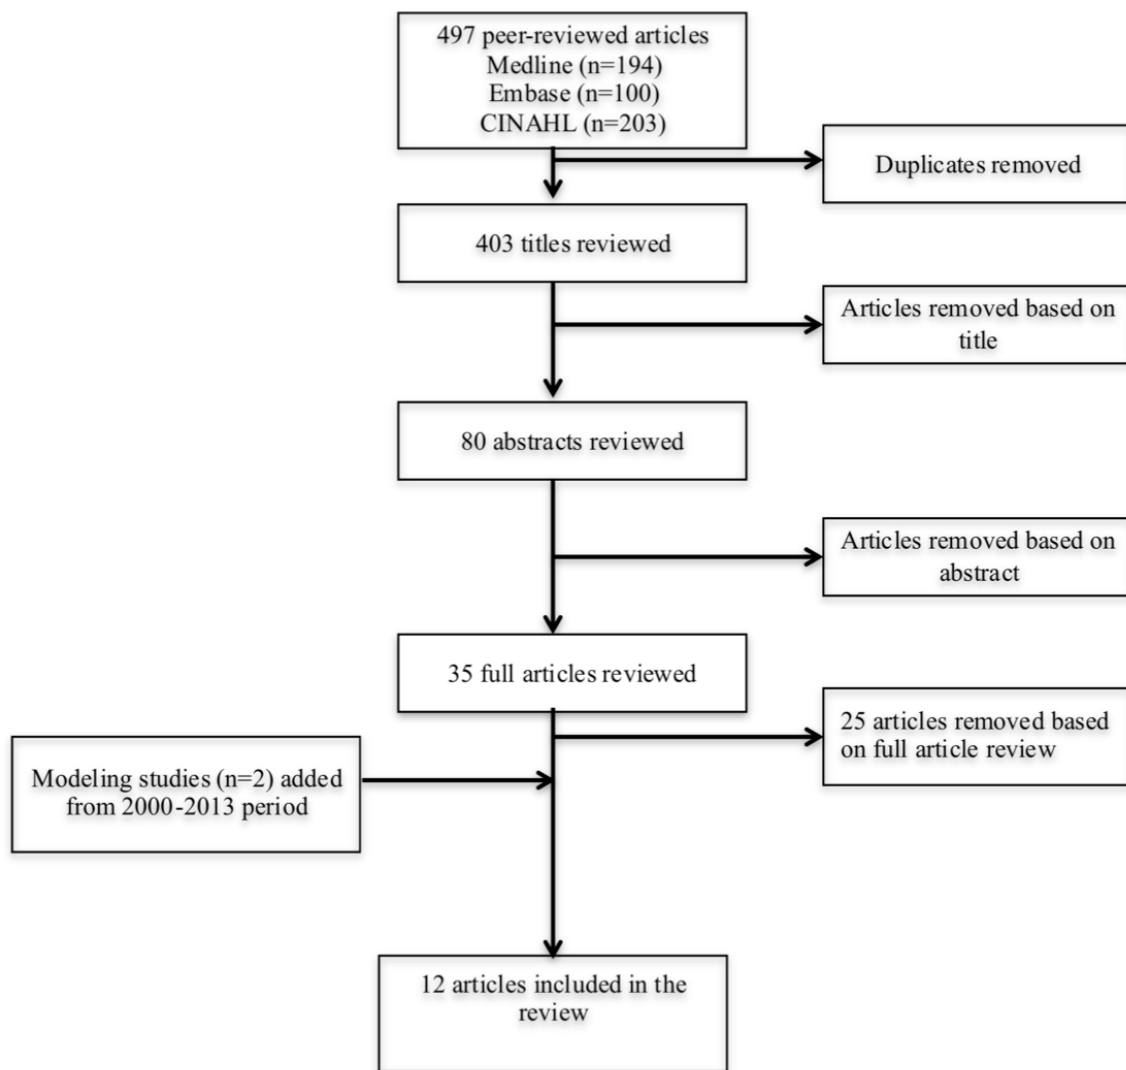 497 peer-reviewed articles
Medline (n=194)
Embase (n=100)
CINAHL (n=203)
Duplicates removed
403 titles reviewed
Articles removed based on
title
80 abstracts reviewed
Articles removed based on
abstract
35 full articles reviewed
25 articles removed based
on full article review
Modeling studies (n=2) added
from 2000-2013 period
12 articles included in the
review